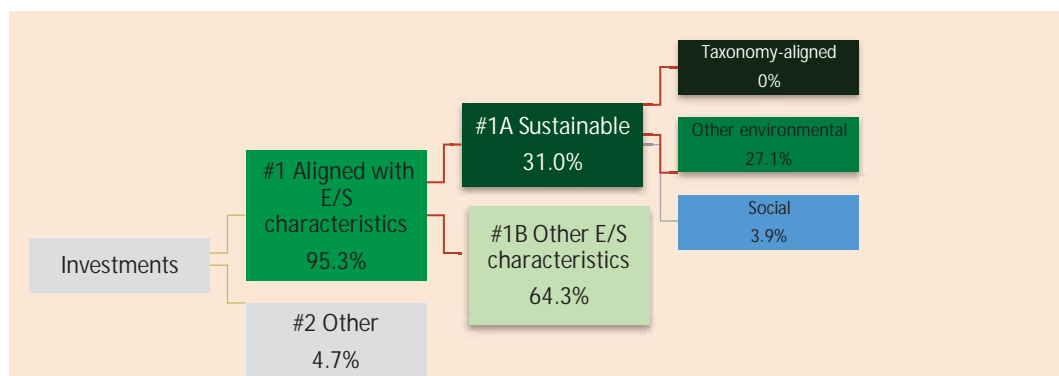 Investments
#1 Aligned with
E/S
characteristics
95.3%
#2 Other
4.7%
#1A Sustainable
31.0%
#1B Other E/S
characteristics
64.3%
Taxonomy-aligned
0%
Other environmental
27.1%
Social
3.9%